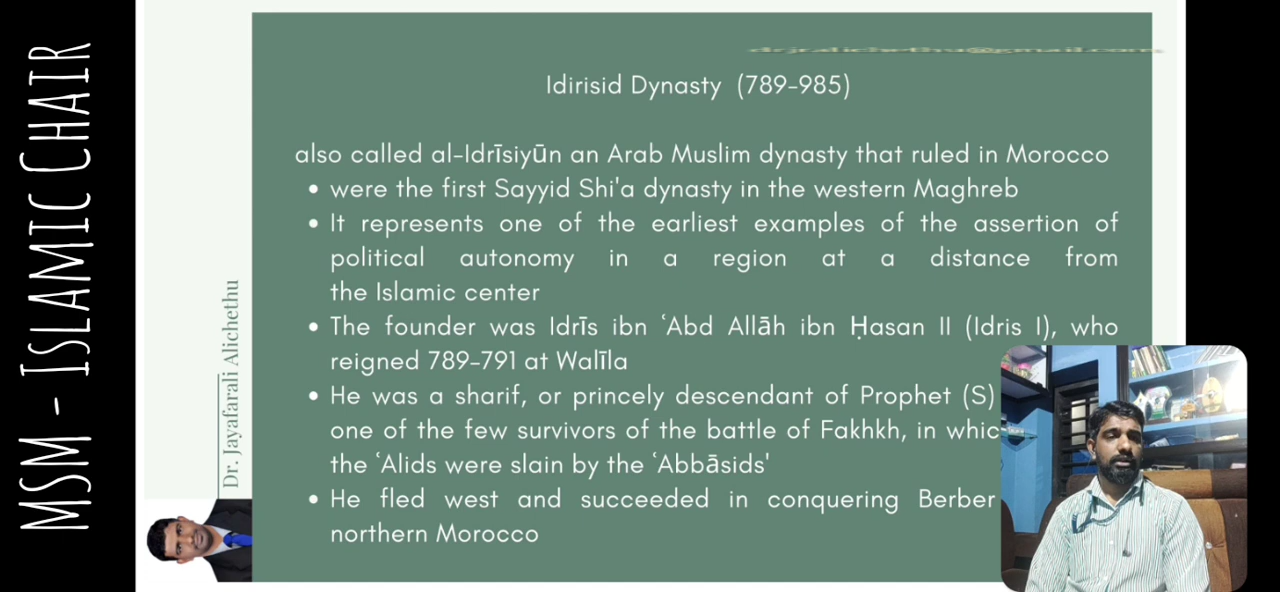 MSM - ISLAMIC CHAIR
Dr. Jayafarali Alichethu
Idirisid Dynasty (789-985)
also called al-Idrīsiyūn an Arab Muslim dynasty that ruled in Morocco
• were the first Sayyid Shi'a dynasty in the western Maghreb
• It represents one of the earliest examples of the assertion of
political autonomy in a region at a distance from
the Islamic center
• The founder was Idrīs ibn ʿAbd Allāh ibn Ḥasan II (Idris I), who
reigned 789-791 at Walīla
• He was a sharif, or princely descendant of Prophet (S)
one of the few survivors of the battle of Fakhkh, in whic
the ʿAlids were slain by the ʿAbbāsids'
• He fled west and succeeded in conquering Berber
northern Morocco